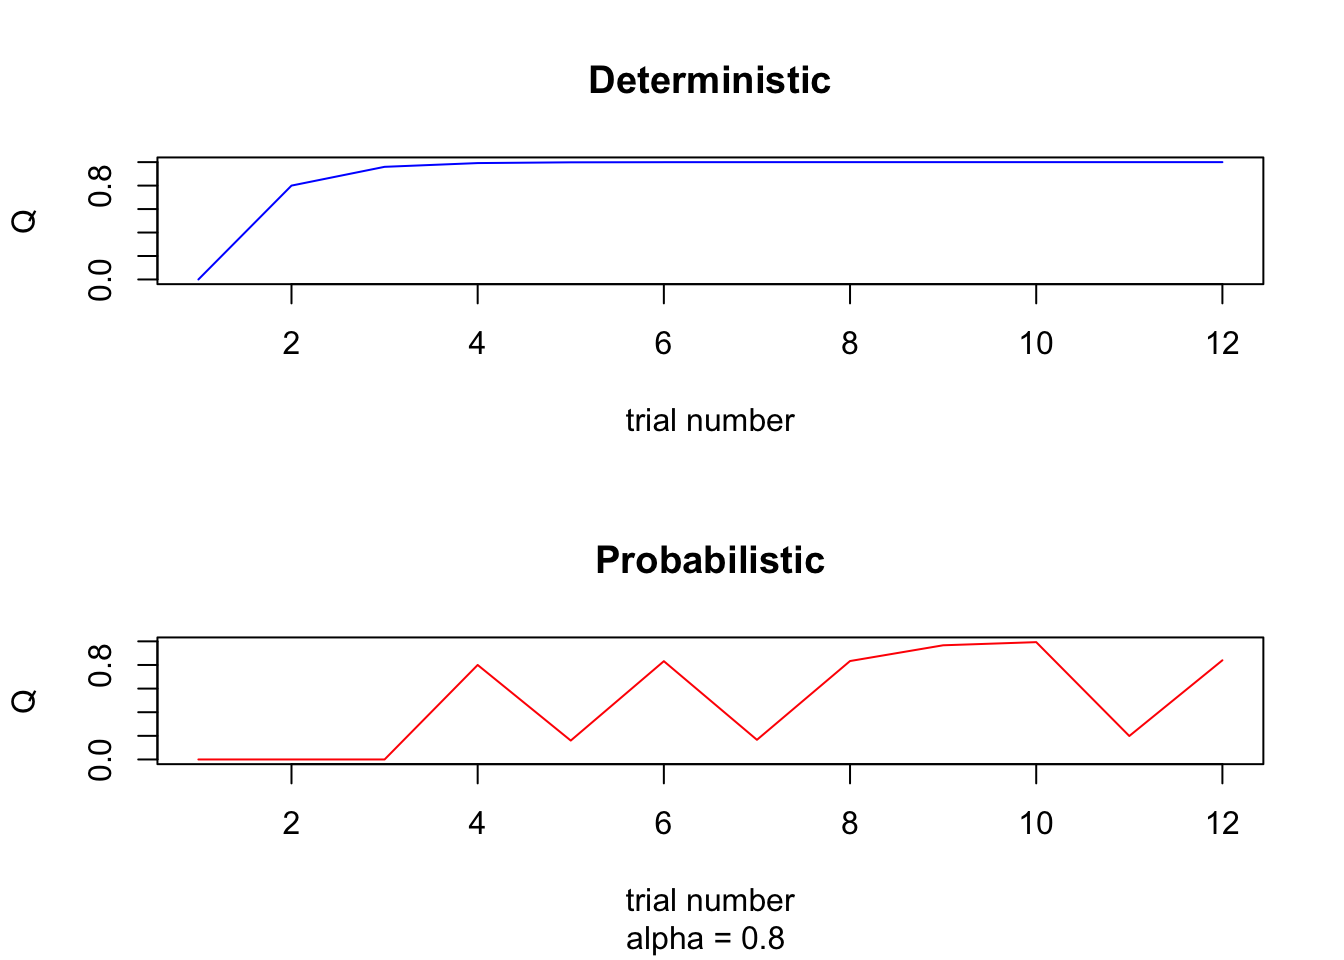 Deterministic
Q
0.8
0.0
2 4 6 8 10 12
trial number
Probabilistic
Q
0.8
0.0
2 4 6 8 10 12
trial number
alpha = 0.8